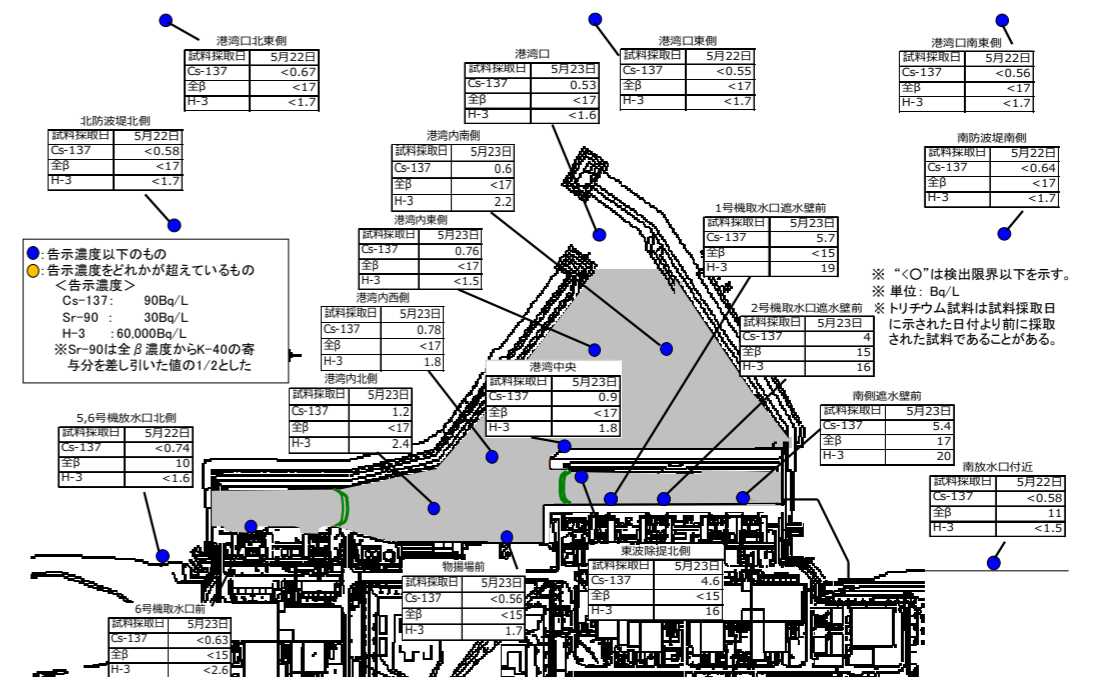 港湾口北東側
試料採取日 5月22日
Cs-137 <0.67
全β <17
H-3 <1.7
港湾口
試料採取日 5月23日
Cs-137 0.53
全β <17
H-3 <1.6
港湾口東側
試料採取日 5月22日
Cs-137 <0.55
全β <17
H-3 <1.7
港湾口南東側
試料採取日 5月22日
Cs-137 <0.56
全β <17
H-3 <1.7
北防波堤北側
試料採取日 5月22日
Cs-137 <0.58
全β <17
H-3 <1.7
港湾内南側
試料採取日 5月23日
Cs-137 0.6
全β <17
H-3 2.2
南防波堤南側
試料採取日 5月22日
Cs-137 <0.64
全β <17
H-3 <1.7
港湾内東側
試料採取日 5月23日
Cs-137 0.76
全β <17
H-3 <1.5
1号機取水口遮水壁前
試料採取日 5月23日
Cs-137 5.7
全β <15
H-3 19
:告示濃度以下のもの
:告示濃度をどれかが超えているもの
<告示濃度>
Cs-137: 90Bq/L
Sr-90 : 30Bq/L
H-3 :60,000Bq/L
※Sr-90は全β濃度からK-40の寄
与分を差し引いた値の1/2とした
※ “<○”は検出限界以下を示す。
※ 単位: Bq/L
※トリチウム試料は試料採取日
に示された日付より前に採取
された試料であることがある。
港湾内西側
試料採取日 5月23日
Cs-137 0.78
全β <17
H-3 1.8
2号機取水口遮水壁前
試料採取日 5月23日
Cs-137 4
全β 15
H-3 16
港湾中央
試料採取日 5月23日
Cs-137 0.9
全β <17
H-3 1.8
港湾内北側
試料採取日 5月23日
Cs-137 1.2
全β <17
H-3 2.4
南側遮水壁前
試料採取日 5月23日
Cs-137 5.4
全β 17
H-3 20
5,6号機放水口北側
試料採取日 5月22日
Cs-137 <0.74
全β 10
H-3 <1.6
南放水口付近
試料採取日 5月22日
Cs-137 <0.58
全β 11
H-3 <1.5
東波除堤北側
試料採取日 5月23日
Cs-137 4.6
全β <15
H-3 16
物揚場前
試料採取日 5月23日
Cs-137 <0.56
全β <15
H-3 1.7
6号機取水口前
試料採取日 5月23日
Cs-137 <0.63
全β <15
H-3 <2.6